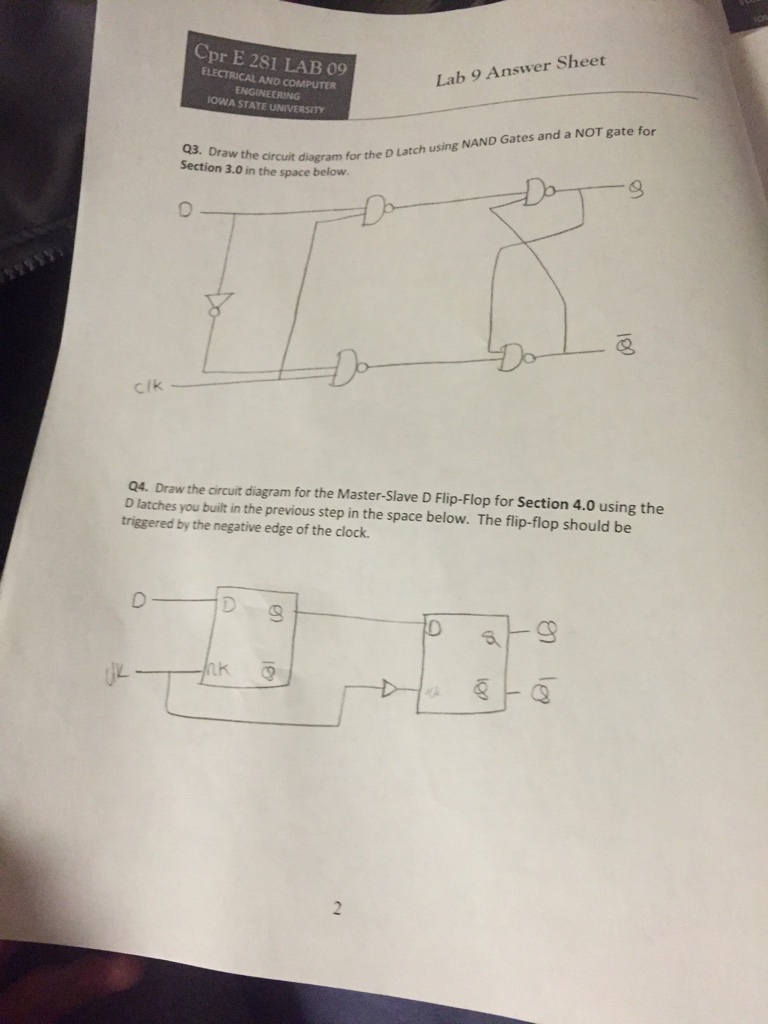 Cpr E 281 LAB 09
ELECTRICAL AND COMPUTER
ENGINEERING
IOWA STATE UNIVERSITY
Lab 9 Answer Sheet
Q3. Draw the circuit diagram for the D Latch using NAND Gates and a NOT gate for
Section 3.0 in the space below.
D
Q
Q̅
clk
Q4. Draw the circuit diagram for the Master-Slave D Flip-Flop for Section 4.0 using the
D latches you built in the previous step in the space below. The flip-flop should be
triggered by the negative edge of the clock.
D D Q D Q Q
clk clk Q̅ Q̅ Q̅
2